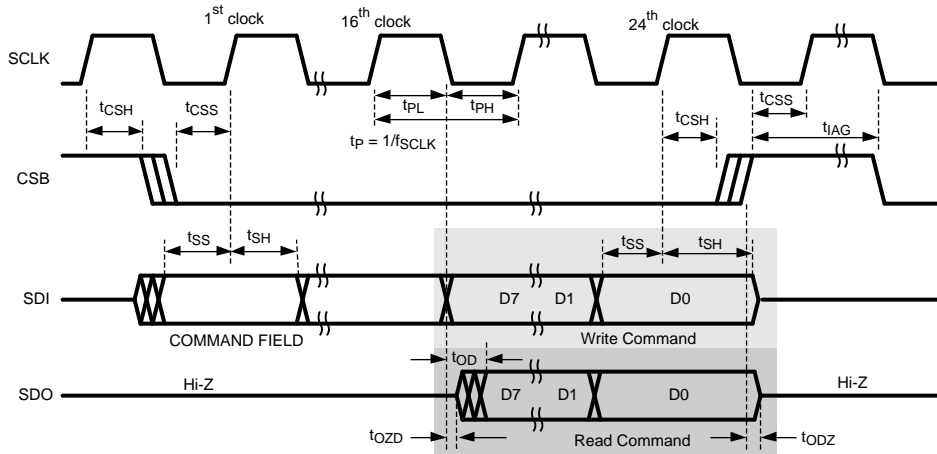 1st clock
16th clock
24th clock
SCLK
tCSH
tCSS
tPL
tPH
tP = 1/fSCLK
tCSH
tCSS
tIAG
CSB
tSS
tSH
tSS
tSH
SDI
D7
D1
D0
COMMAND FIELD
Write Command
tOD
SDO
Hi-Z
D7
D1
D0
Hi-Z
tOZD
Read Command
tODZ